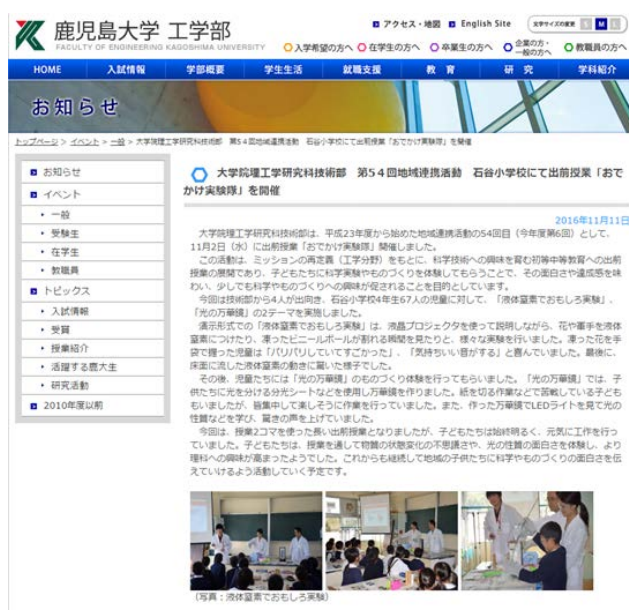 鹿児島大学 工学部
FACULTY OF ENGINEERING KAGOSHIMA UNIVERSITY
アクセス・地図 English Site 文字サイズの変更 S M L
入学希望の方へ 在学生の方へ 卒業生の方へ 企業の方・一般の方へ 教職員の方へ
HOME 入試情報 学部概要 学生生活 就職支援 教 育 研 究 学科紹介
お知らせ
トップページ > イベント > 一般 > 大学院理工学研究科技術部 第54回地域連携活動 石谷小学校にて出前授業「おでかけ実験隊」を開催
お知らせ
イベント
一般
受験生
在学生
教職員
トピックス
入試情報
受賞
授業紹介
活躍する鹿大生
研究活動
2010年度以前
大学院理工学研究科技術部 第54回地域連携活動 石谷小学校にて出前授業「おで
かけ実験隊」を開催
2016年11月11日
大学院理工学研究科技術部は、平成23年度から始めた地域連携活動の54回目（今年度第6回）として、
11月2日（水）に出前授業「おでかけ実験隊」開催しました。
この活動は、ミッションの再定義（工学分野）をもとに、科学技術への興味を育む初中等教育への出前
授業の展開であり、子どもたちに科学実験やものづくりを体験してもらうことで、その面白さや達成感を味
わい、少しでも科学やものづくりへの興味が促されることを目的としています。
今回は技術部から4人が出向き、石谷小学校4年生67人の児童に対して、「液体窒素でおもしろ実験」、
「光の万華鏡」の2テーマを実施しました。
演示形式での「液体窒素でおもしろ実験」は、液晶プロジェクタを使って説明しながら、花や軍手を液体
窒素につけたり、凍ったビニールボールが割れる瞬間を見たりと、様々な実験を行いました。凍った花を手
袋で握った児童は「パリパリしていてすごかった」、「気持ちいい音がする」と喜んでいました。最後に、
床面に流した液体窒素の動きに驚いた様子でした。
その後、児童たちには「光の万華鏡」のものづくり体験を行ってもらいました。「光の万華鏡」では、子
供たちに光を分ける分光シートなどを使用し万華鏡を作りました。紙を切る作業などで苦戦している子ども
もいましたが、皆集中して楽しそうに作業を行っていました。また、作った万華鏡でLEDライトを見て光の
性質などを学び、驚きの声を上げていました。
今回は、授業2コマを使った長い出前授業となりましたが、子どもたちは始終明るく、元気に工作を行っ
ていました。子どもたちは、授業を通して物質の状態変化の不思議さや、光の性質の面白さを体験し、より
理科への興味が高まったようでした。これからも継続して地域の子供たちに科学やものづくりの面白さを伝
えていけるよう活動していく予定です。
（写真：液体窒素でおもしろ実験）